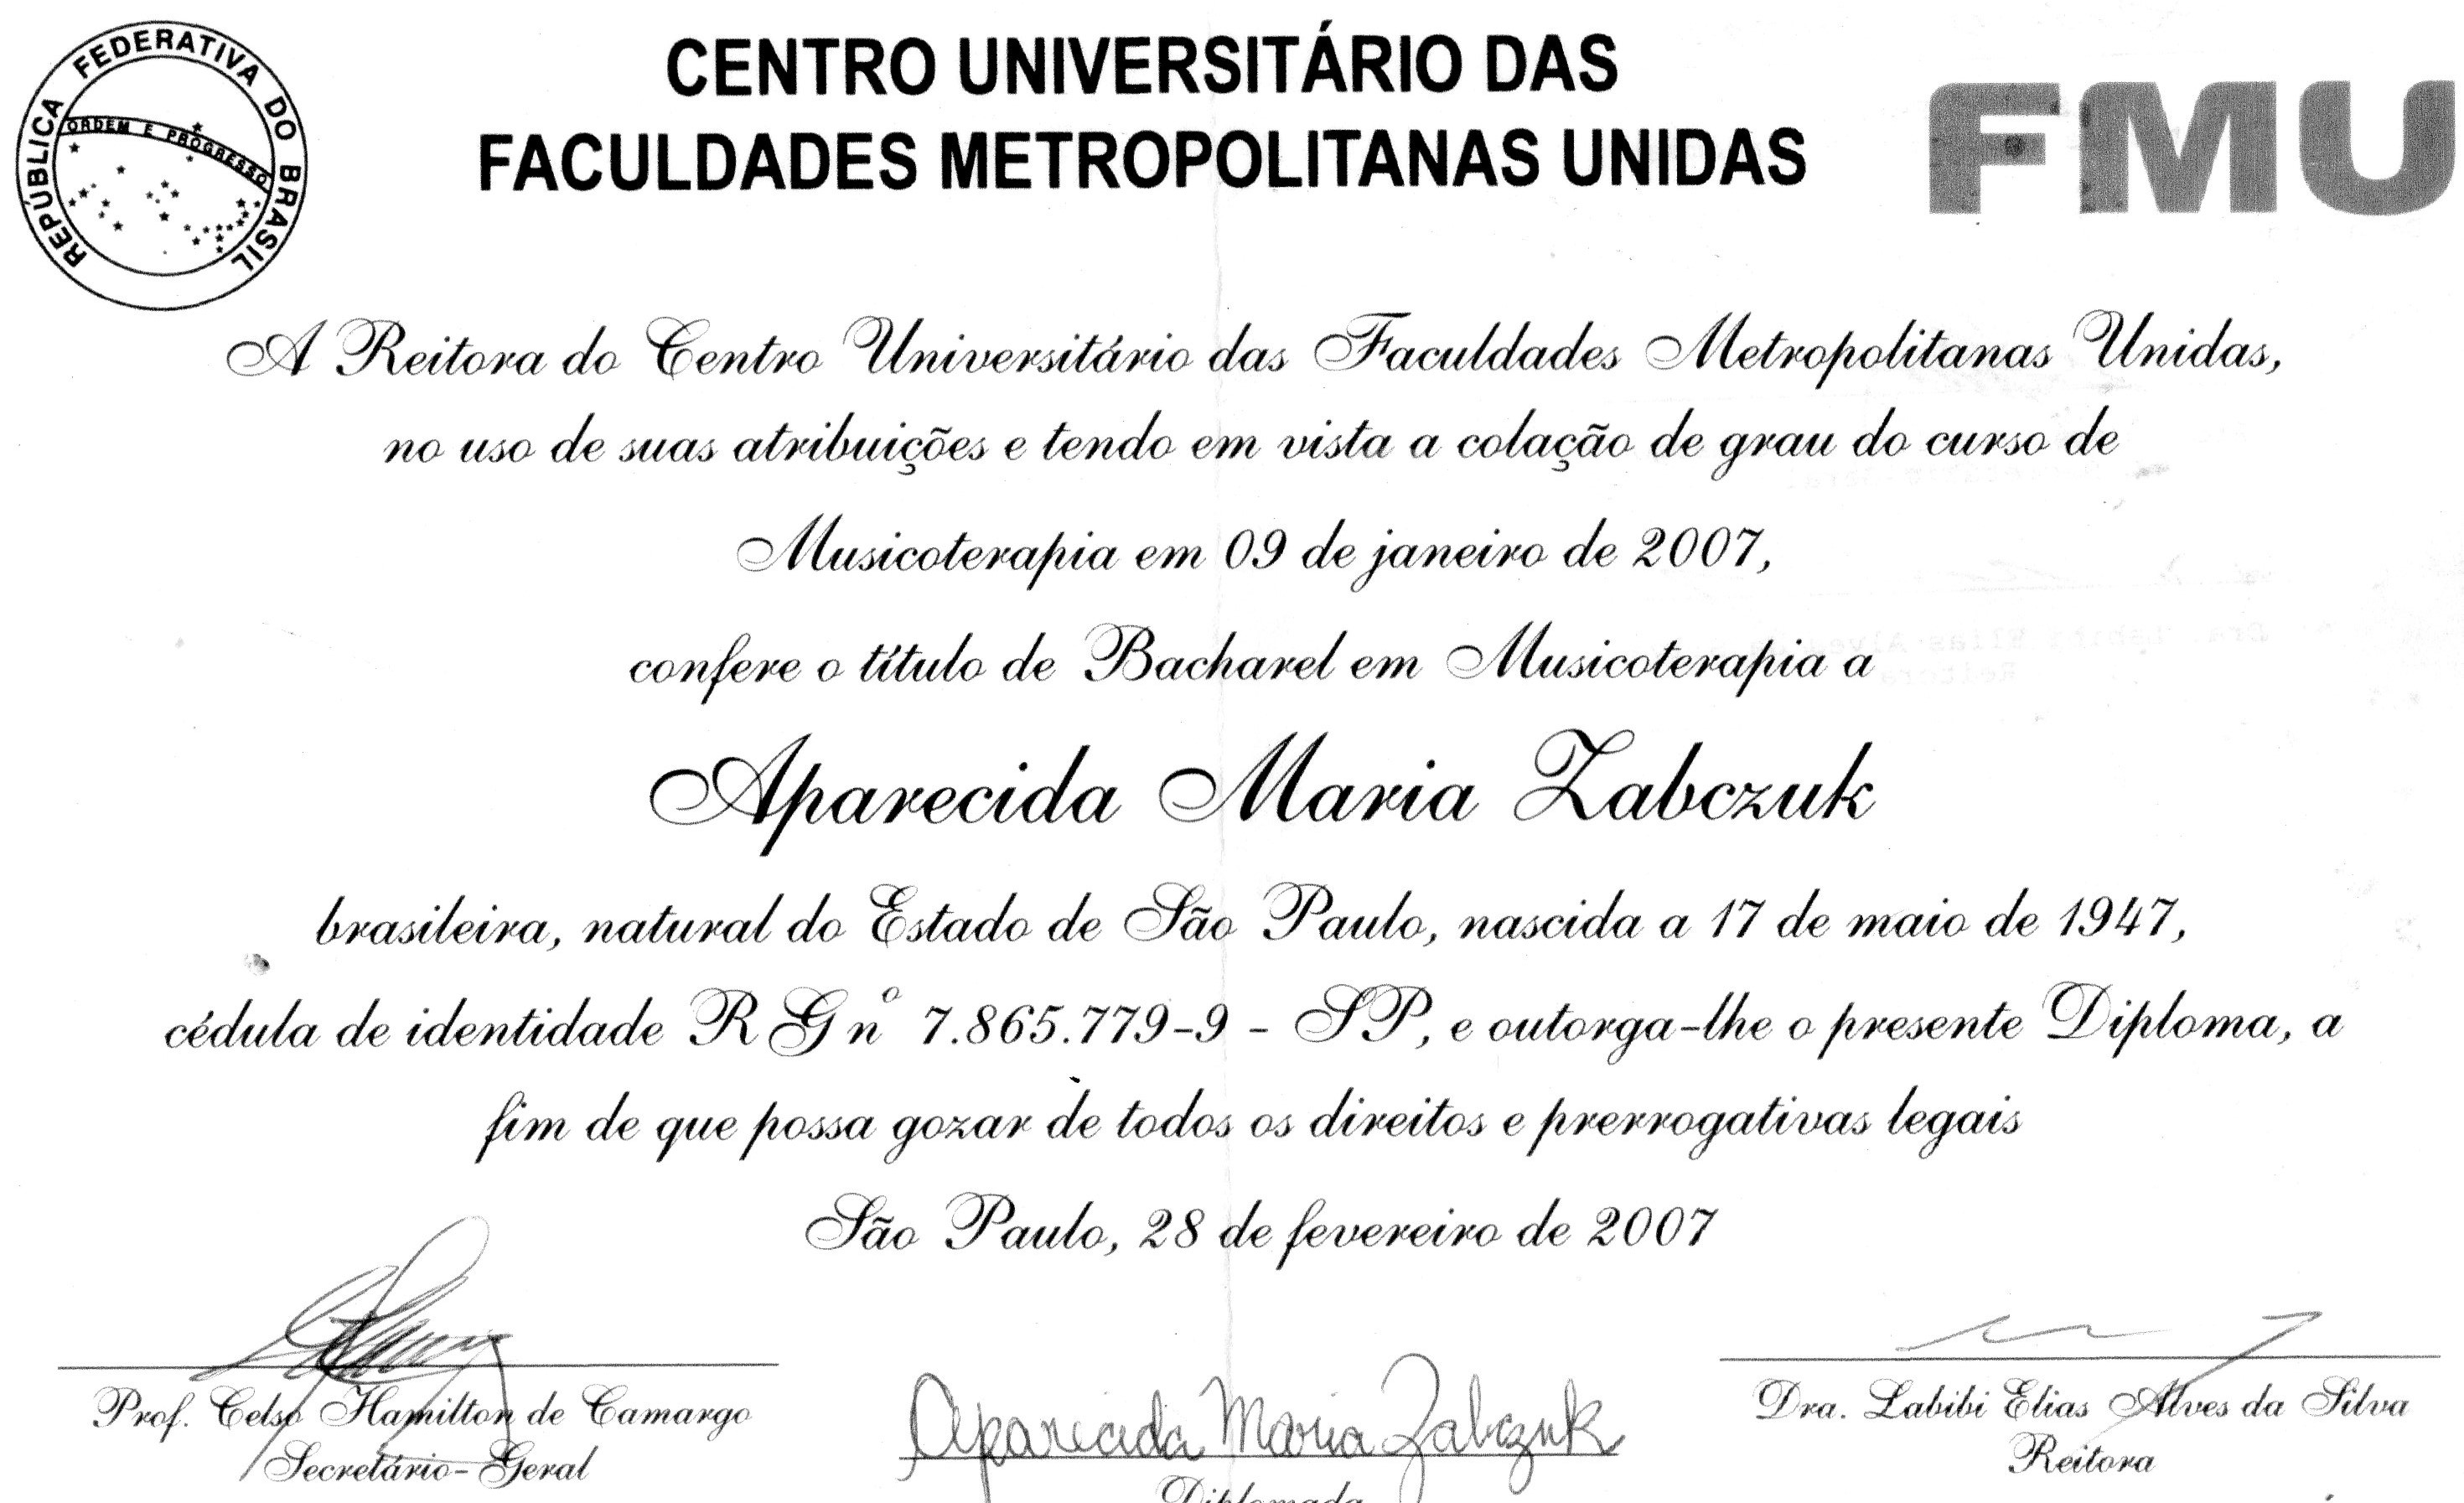 REPÚBLICA FEDERATIVA DO BRASIL
ORDEM E PROGRESSO
CENTRO UNIVERSITÁRIO DAS
FACULDADES METROPOLITANAS UNIDAS
FMU
A Reitora do Centro Universitário das Faculdades Metropolitanas Unidas,
no uso de suas atribuições e tendo em vista a colação de grau do curso de
Musicoterapia em 09 de janeiro de 2007,
confere o título de Bacharel em Musicoterapia a
Aparecida Maria Zabczuk
brasileira, natural do Estado de São Paulo, nascida a 17 de maio de 1947,
cédula de identidade RG nº 7.865.779-9 - SP, e outorga-lhe o presente Diploma, a
fim de que possa gozar de todos os direitos e prerrogativas legais
São Paulo, 28 de fevereiro de 2007
Prof. Celso Hamilton de Camargo
Secretário-Geral
Aparecida Maria Zabczuk
Diplomada
Dra. Labibi Elias Alves da Silva
Reitora